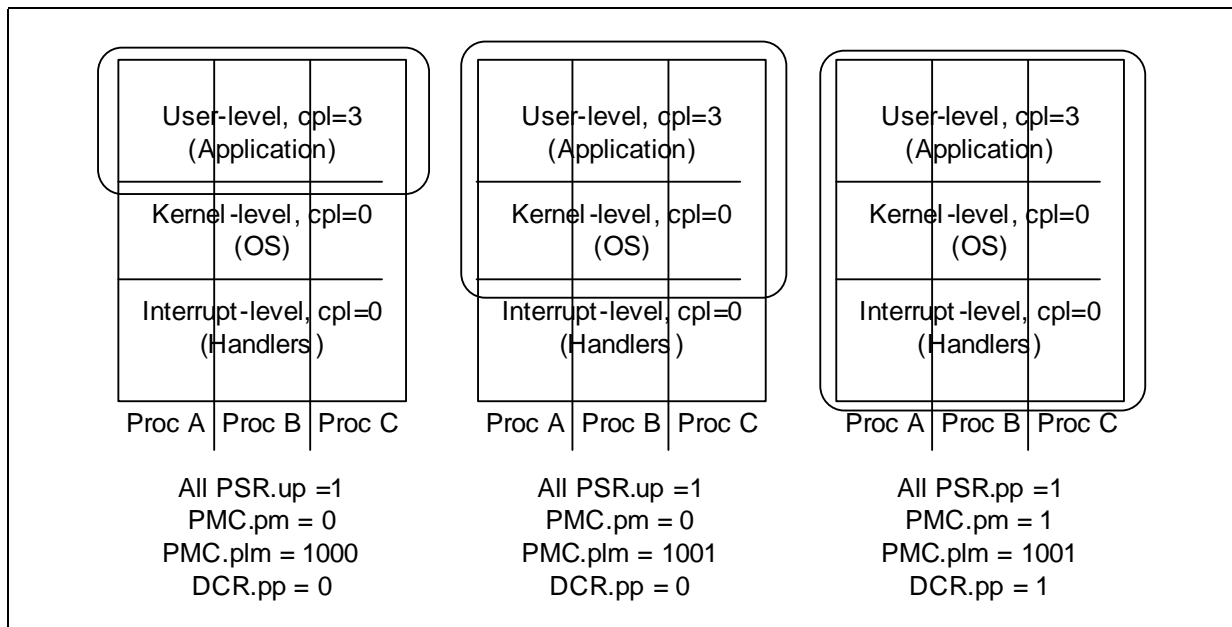 User-level, cpl=3
(Application)
Kernel-level, cpl=0
(OS)
Interrupt-level, cpl=0
(Handlers)
Proc A Proc B Proc C
All PSR.up =1
PMC.pm = 0
PMC.plm = 1000
DCR.pp = 0
User-level, cpl=3
(Application)
Kernel-level, cpl=0
(OS)
Interrupt-level, cpl=0
(Handlers)
Proc A Proc B Proc C
All PSR.up =1
PMC.pm = 0
PMC.plm = 1001
DCR.pp = 0
User-level, cpl=3
(Application)
Kernel-level, cpl=0
(OS)
Interrupt-level, cpl=0
(Handlers)
Proc A Proc B Proc C
All PSR.pp =1
PMC.pm = 1
PMC.plm = 1001
DCR.pp = 1